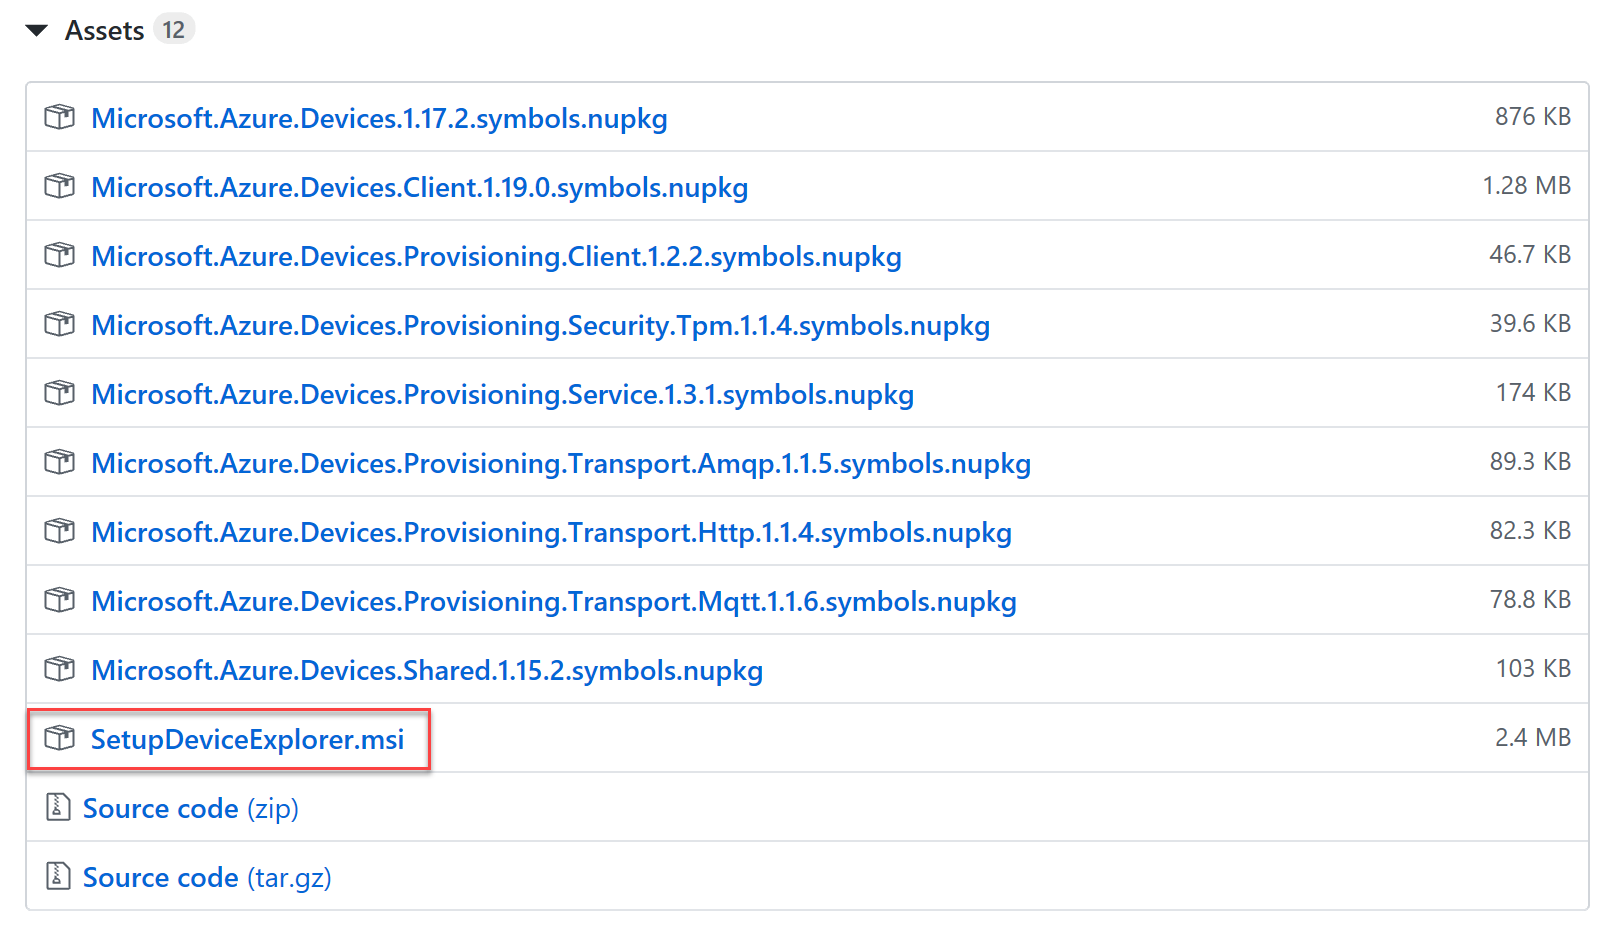 Assets 12
Microsoft.Azure.Devices.1.17.2.symbols.nupkg 876 KB
Microsoft.Azure.Devices.Client.1.19.0.symbols.nupkg 1.28 MB
Microsoft.Azure.Devices.Provisioning.Client.1.2.2.symbols.nupkg 46.7 KB
Microsoft.Azure.Devices.Provisioning.Security.Tpm.1.1.4.symbols.nupkg 39.6 KB
Microsoft.Azure.Devices.Provisioning.Service.1.3.1.symbols.nupkg 174 KB
Microsoft.Azure.Devices.Provisioning.Transport.Amqp.1.1.5.symbols.nupkg 89.3 KB
Microsoft.Azure.Devices.Provisioning.Transport.Http.1.1.4.symbols.nupkg 82.3 KB
Microsoft.Azure.Devices.Provisioning.Transport.Mqtt.1.1.6.symbols.nupkg 78.8 KB
Microsoft.Azure.Devices.Shared.1.15.2.symbols.nupkg 103 KB
SetupDeviceExplorer.msi 2.4 MB
Source code (zip)
Source code (tar.gz)